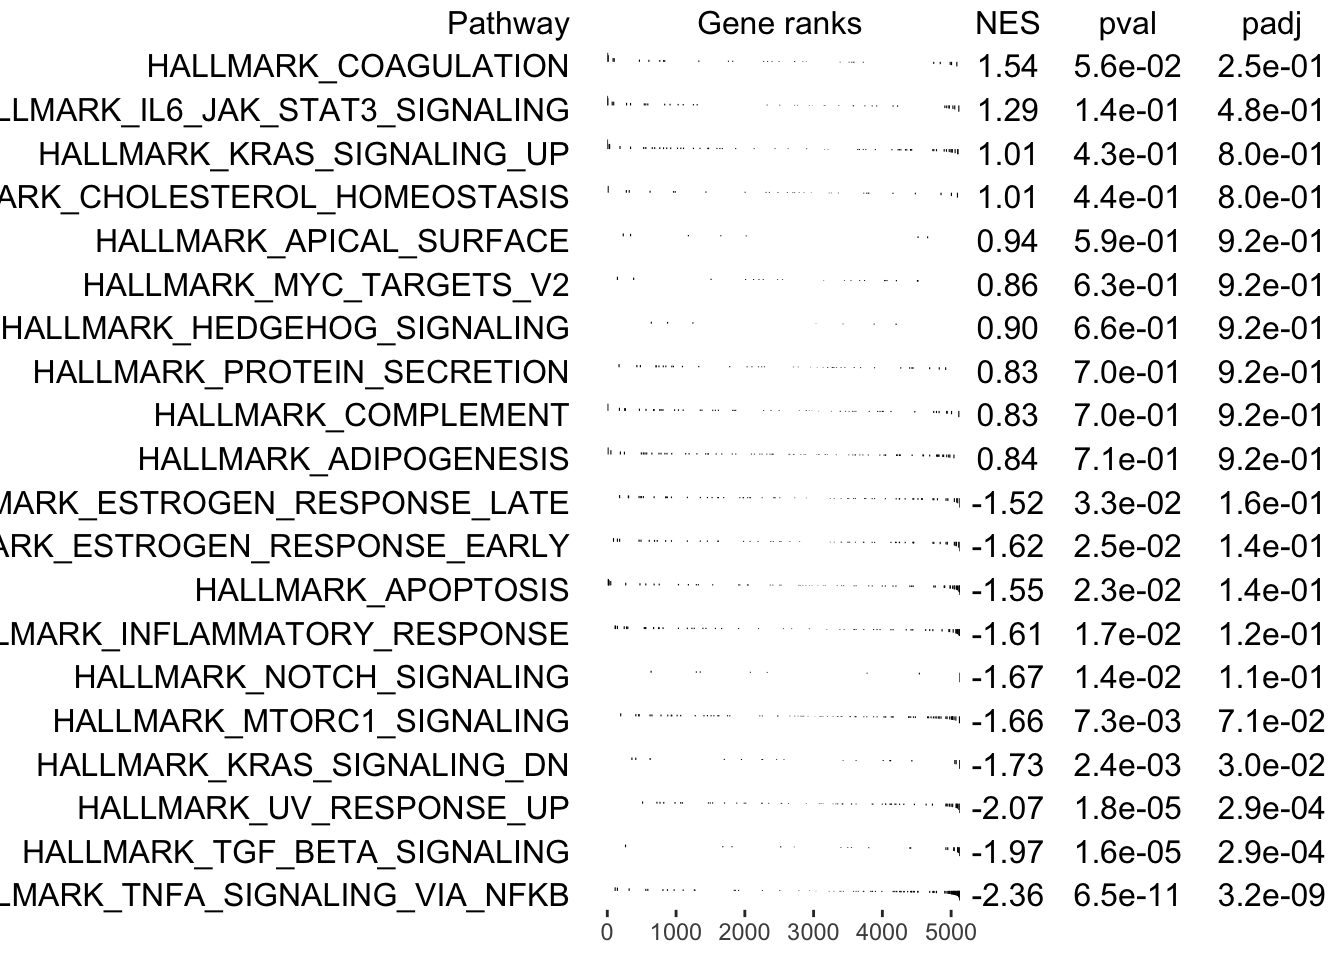 Pathway Gene ranks NES pval padj
HALLMARK_COAGULATION 1.54 5.6e-02 2.5e-01
LLMARK_IL6_JAK_STAT3_SIGNALING 1.29 1.4e-01 4.8e-01
HALLMARK_KRAS_SIGNALING_UP 1.01 4.3e-01 8.0e-01
ARK_CHOLESTEROL_HOMEOSTASIS 1.01 4.4e-01 8.0e-01
HALLMARK_APICAL_SURFACE 0.94 5.9e-01 9.2e-01
HALLMARK_MYC_TARGETS_V2 0.86 6.3e-01 9.2e-01
HALLMARK_HEDGEHOG_SIGNALING 0.90 6.6e-01 9.2e-01
HALLMARK_PROTEIN_SECRETION 0.83 7.0e-01 9.2e-01
HALLMARK_COMPLEMENT 0.83 7.0e-01 9.2e-01
HALLMARK_ADIPOGENESIS 0.84 7.1e-01 9.2e-01
MARK_ESTROGEN_RESPONSE_LATE -1.52 3.3e-02 1.6e-01
ARK_ESTROGEN_RESPONSE_EARLY -1.62 2.5e-02 1.4e-01
HALLMARK_APOPTOSIS -1.55 2.3e-02 1.4e-01
LMARK_INFLAMMATORY_RESPONSE -1.61 1.7e-02 1.2e-01
HALLMARK_NOTCH_SIGNALING -1.67 1.4e-02 1.1e-01
HALLMARK_MTORC1_SIGNALING -1.66 7.3e-03 7.1e-02
HALLMARK_KRAS_SIGNALING_DN -1.73 2.4e-03 3.0e-02
HALLMARK_UV_RESPONSE_UP -2.07 1.8e-05 2.9e-04
HALLMARK_TGF_BETA_SIGNALING -1.97 1.6e-05 2.9e-04
LMARK_TNFA_SIGNALING_VIA_NFKB -2.36 6.5e-11 3.2e-09
0 1000 2000 3000 4000 5000